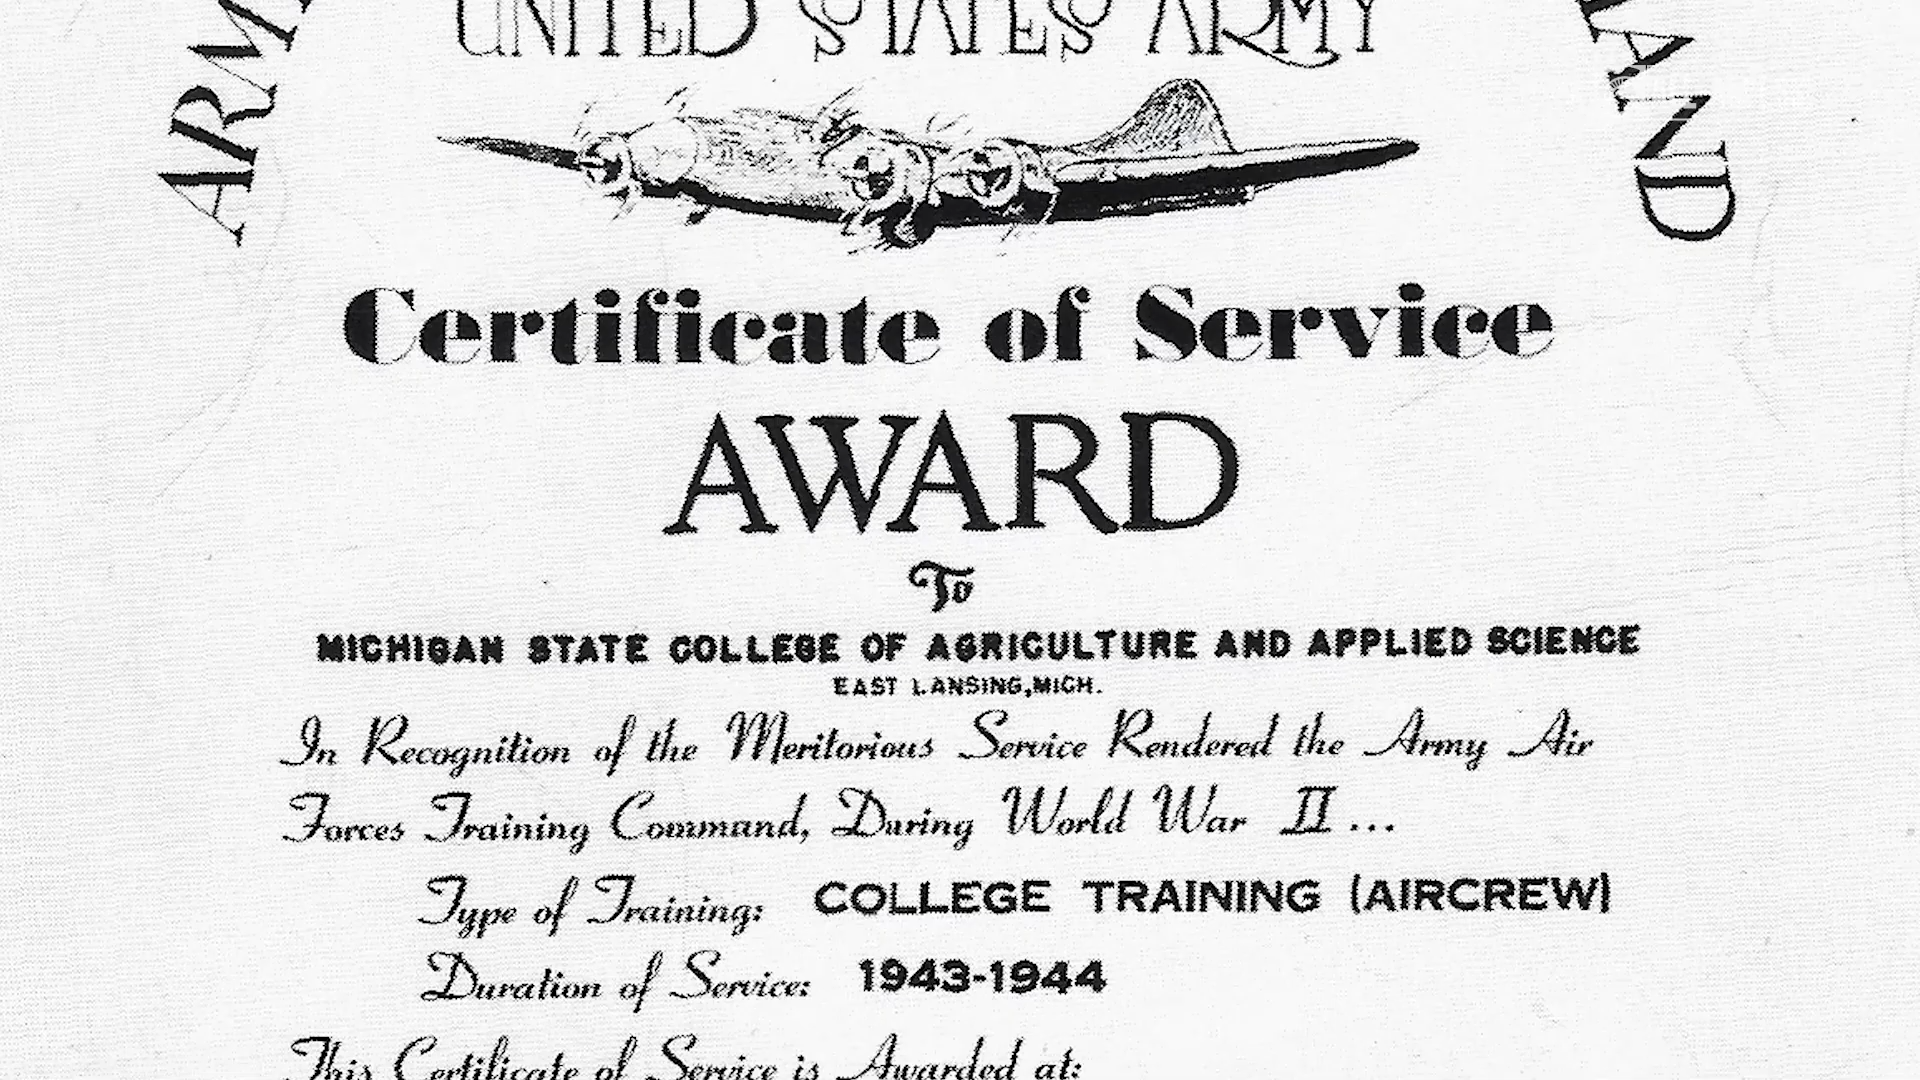 UNITED STATES ARMY
Certificate of Service
AWARD
To
MICHIGAN STATE COLLEGE OF AGRICULTURE AND APPLIED SCIENCE
EAST LANSING, MICH.
In Recognition of the Meritorious Service Rendered the Army Air
Forces Training Command, During World War II...
Type of Training: COLLEGE TRAINING (AIRCREW)
Duration of Service: 1943-1944
This Certificate of Service is Awarded at: